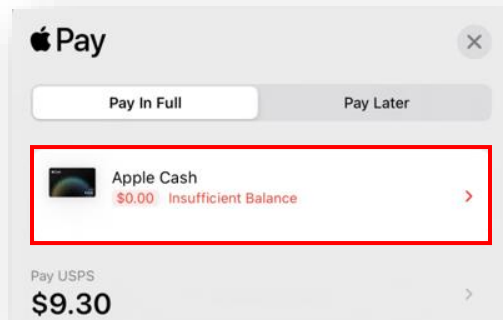 Pay
Pay In Full
Pay Later
Apple Cash
$0.00 Insufficient Balance
Pay USPS
$9.30